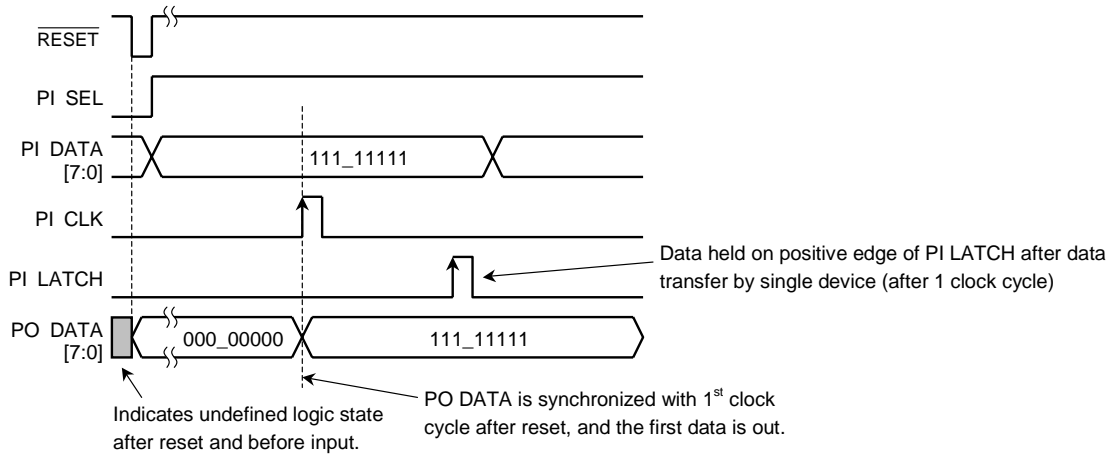 RESET
PI SEL
PI DATA
[7:0]
111_11111
PI CLK
PI LATCH
Data held on positive edge of PI LATCH after data
transfer by single device (after 1 clock cycle)
PO DATA
[7:0]
000_00000
111_11111
Indicates undefined logic state
after reset and before input.
PO DATA is synchronized with 1st clock
cycle after reset, and the first data is out.